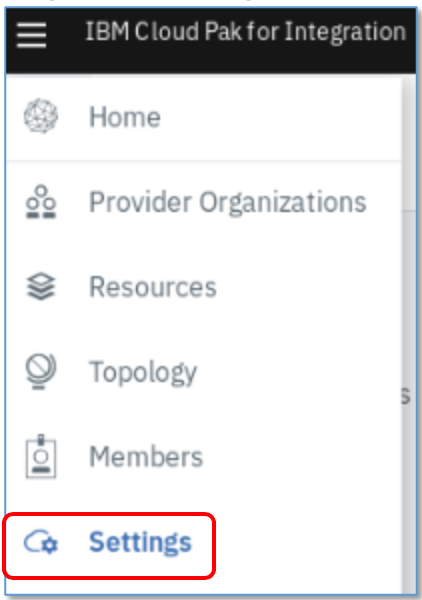 IBM Cloud Pak for Integration
Home
Provider Organizations
Resources
Topology
Members
s
Settings